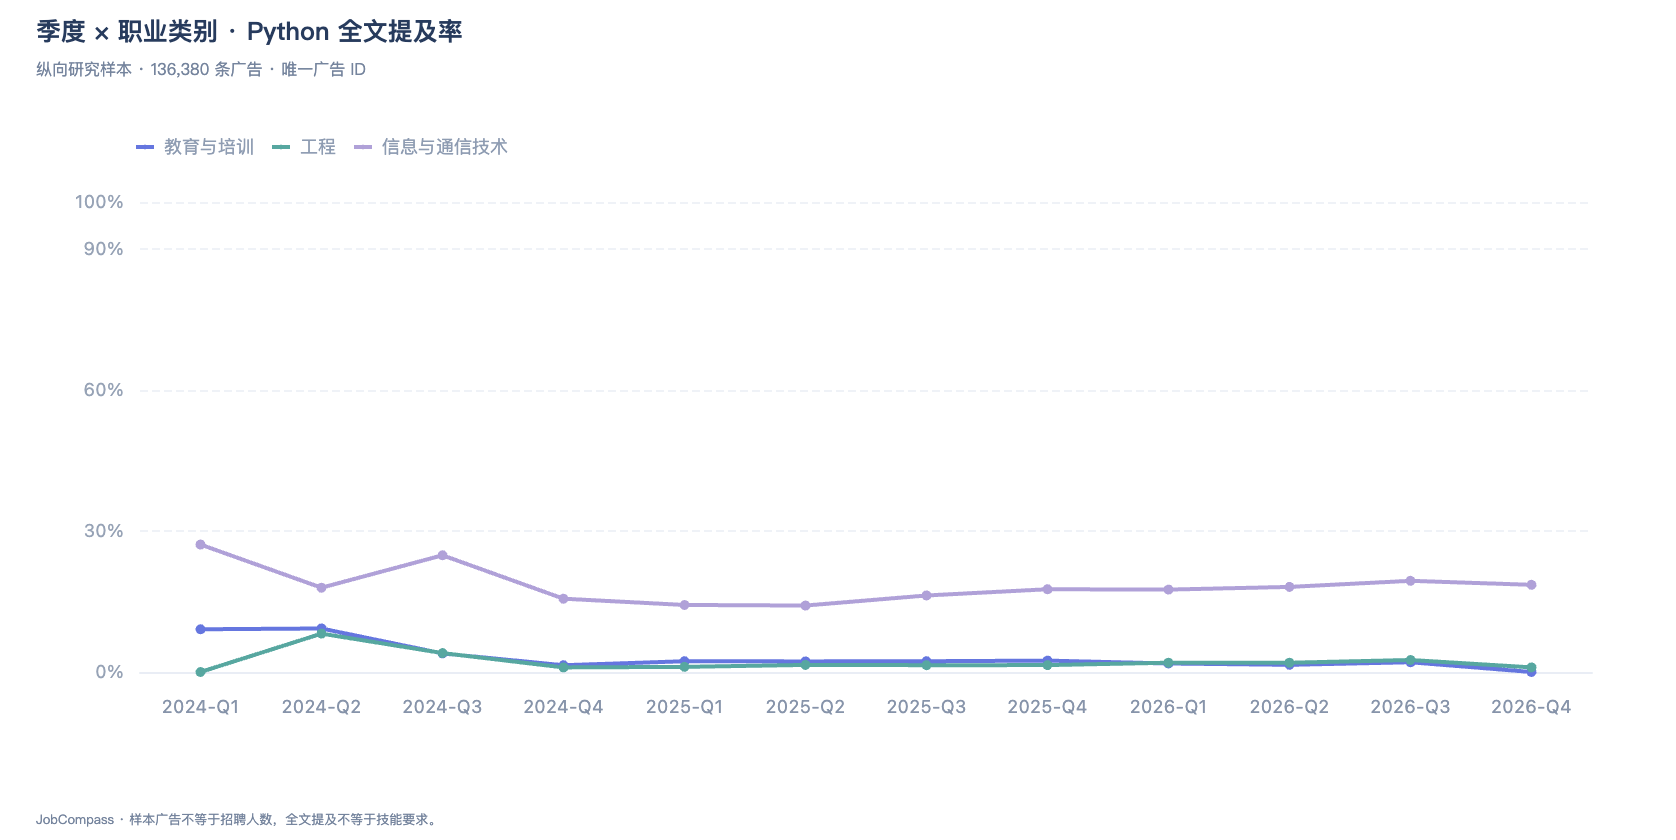 季度 × 职业类别 · Python 全文提及率
纵向研究样本 · 136,380 条广告 · 唯一广告 ID
教育与培训 工程 信息与通信技术
100%
90%
60%
30%
0%
2024-Q1 2024-Q2 2024-Q3 2024-Q4 2025-Q1 2025-Q2 2025-Q3 2025-Q4 2026-Q1 2026-Q2 2026-Q3 2026-Q4
JobCompass · 样本广告不等于招聘人数，全文提及不等于技能要求。